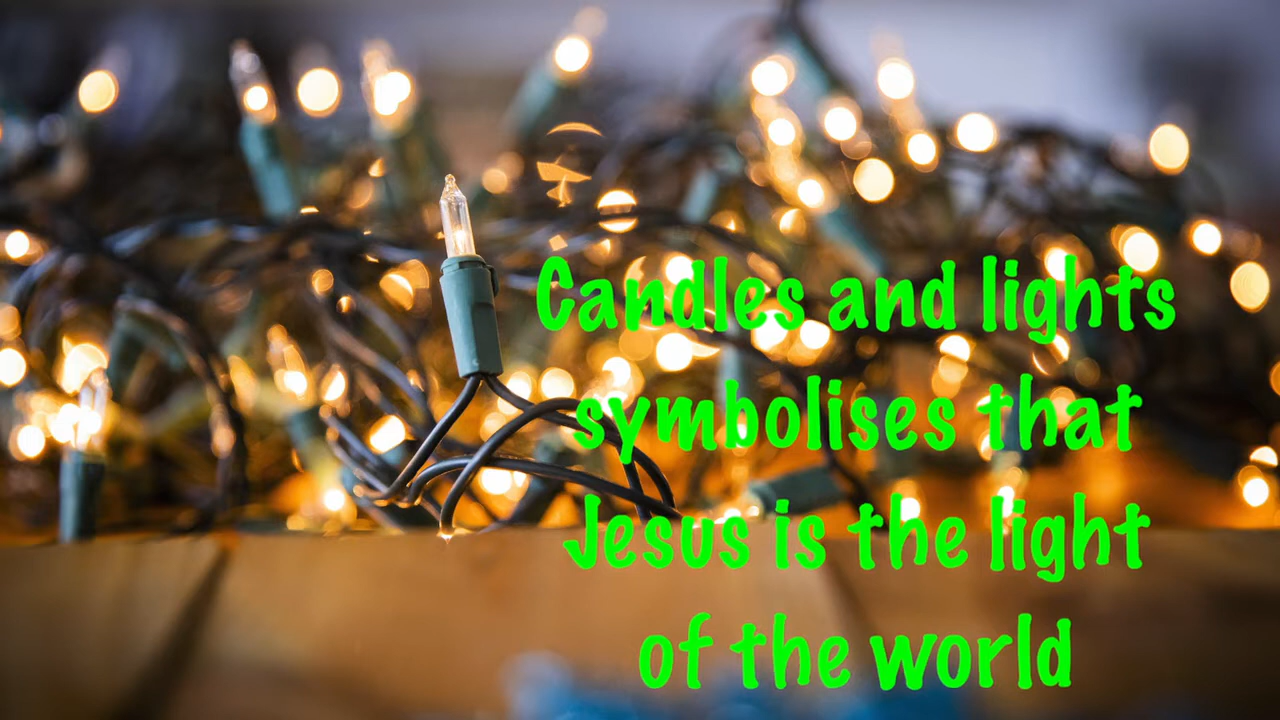 Candles and lights
symbolises that
Jesus is the light
of the world